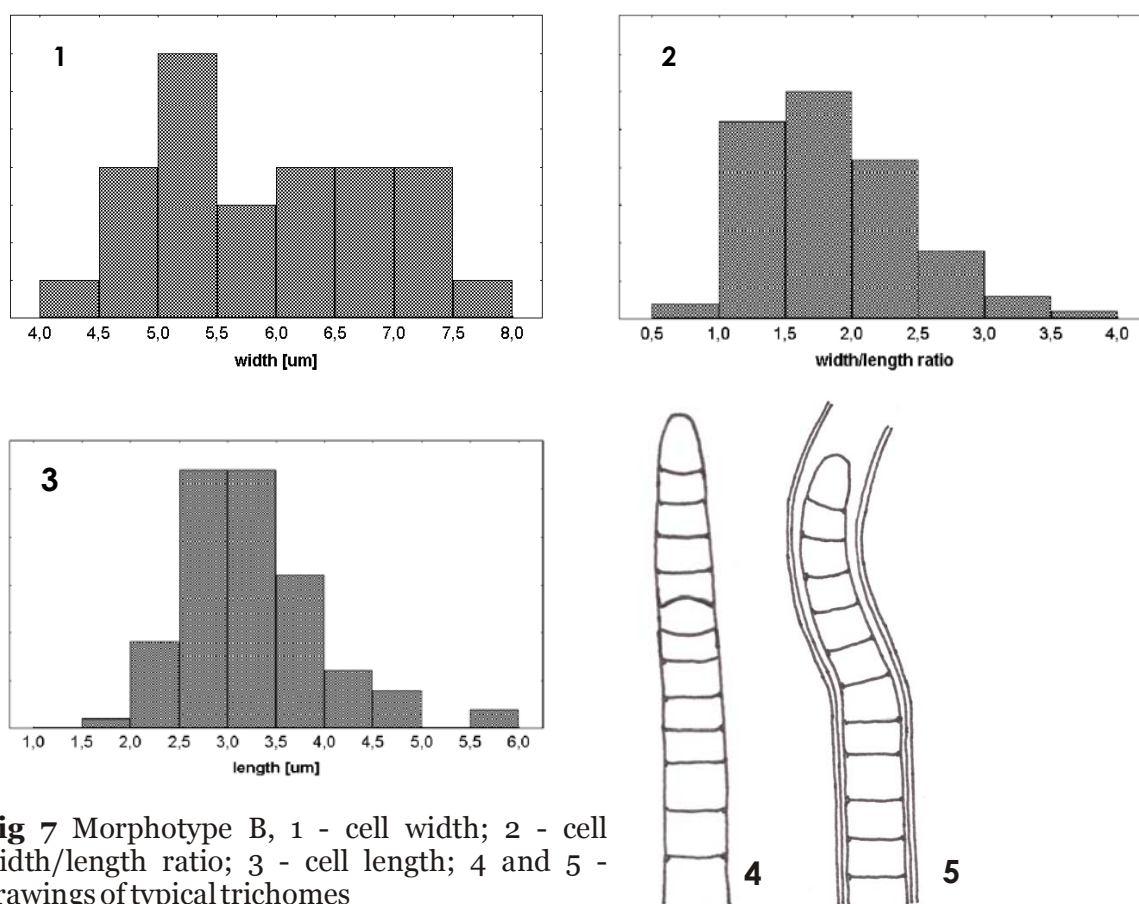 1
4,0 4,5 5,0 5,5 6,0 6,5 7,0 7,5 8,0
width [um]
2
0,5 1,0 1,5 2,0 2,5 3,0 3,5 4,0
width/length ratio
3
1,0 1,5 2,0 2,5 3,0 3,5 4,0 4,5 5,0 5,5 6,0
length [um]
4
5
ig 7 Morphotype B, 1 - cell width; 2 - cell
idth/length ratio; 3 - cell length; 4 and 5 -
rawings of typical trichomes